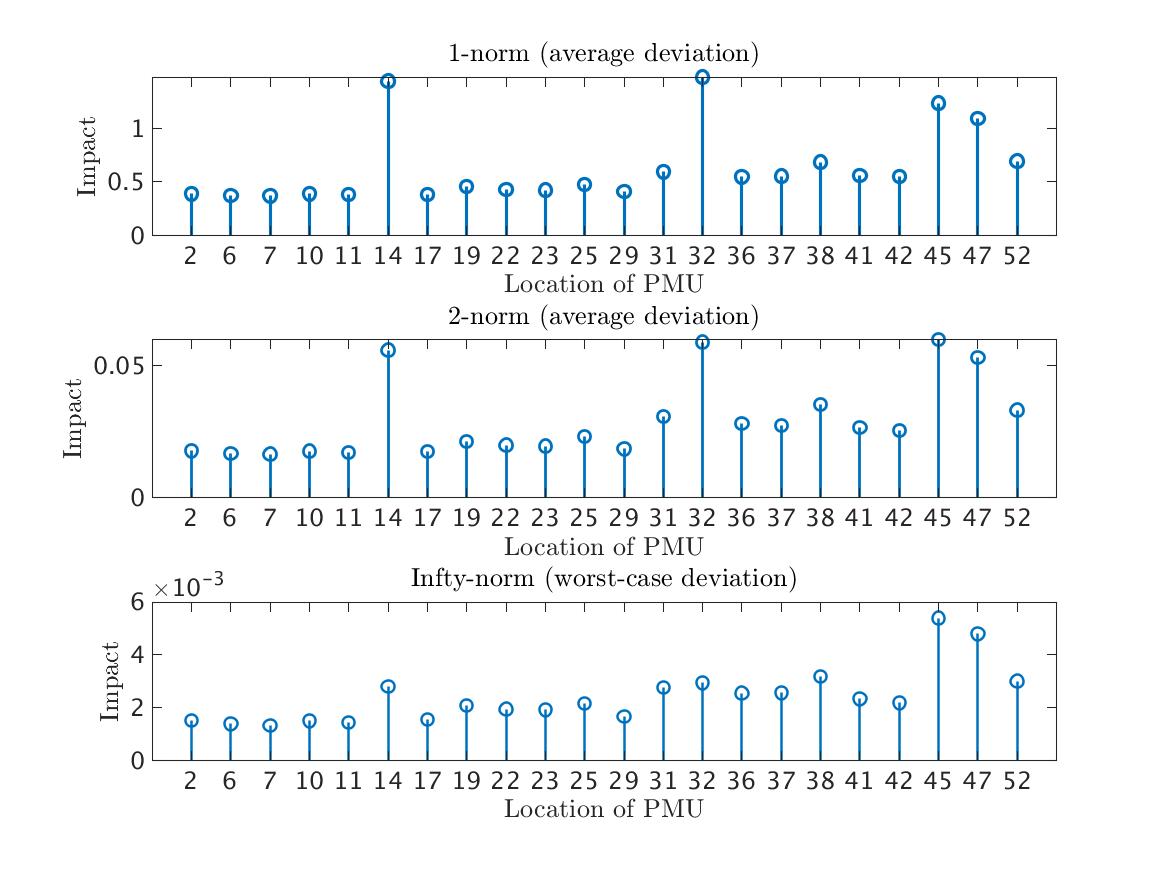 1-norm (average deviation)
Impact
1
0.5
0
2 6 7 10 11 14 17 19 22 23 25 29 31 32 36 37 38 41 42 45 47 52
Location of PMU
2-norm (average deviation)
Impact
0.05
0
2 6 7 10 11 14 17 19 22 23 25 29 31 32 36 37 38 41 42 45 47 52
Location of PMU
Infty-norm (worst-case deviation)
×10⁻³
Impact
6
4
2
0
2 6 7 10 11 14 17 19 22 23 25 29 31 32 36 37 38 41 42 45 47 52
Location of PMU